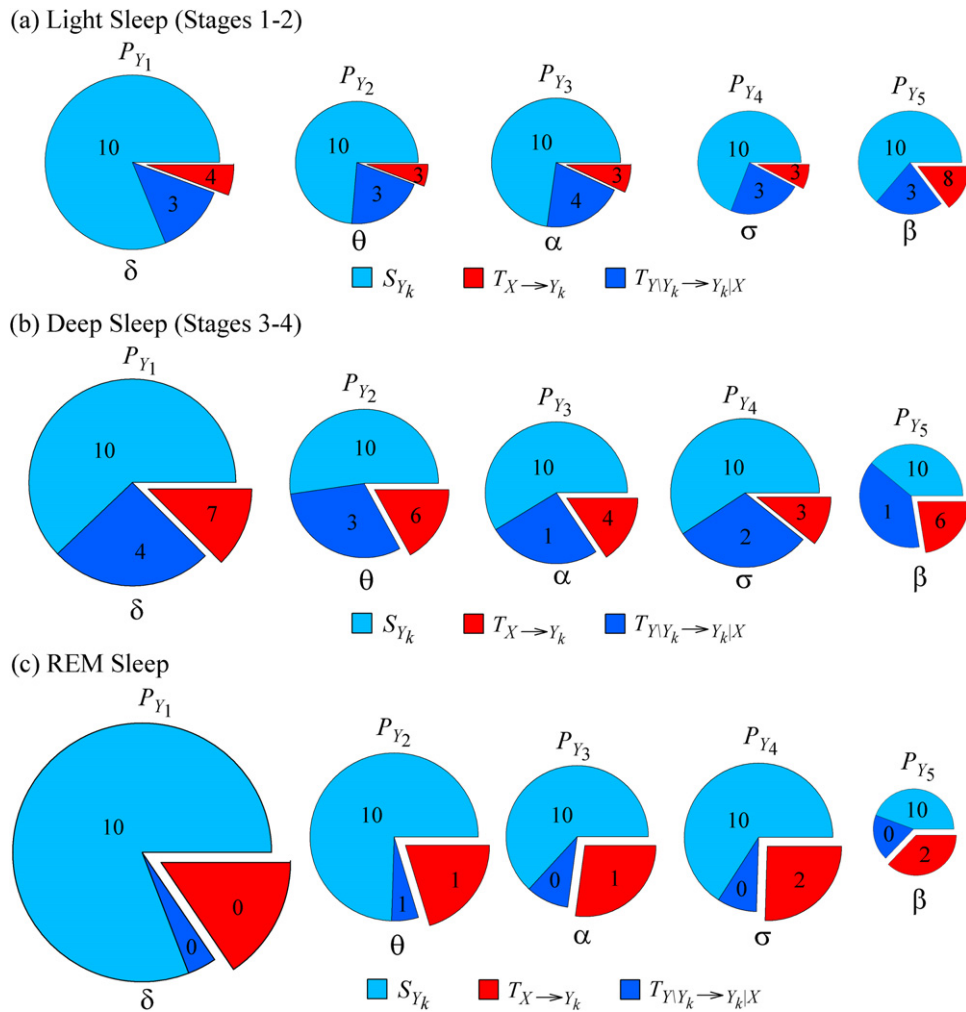 (a) Light Sleep (Stages 1-2)
P_{Y_1} P_{Y_2} P_{Y_3} P_{Y_4} P_{Y_5}
10 10 10 10 10
4 3 3 3 8
3 3 4 3 3
δ θ α σ β
S_{Y_k} T_{X→Y_k} T_{Y\Y_k→Y_k|X}
(b) Deep Sleep (Stages 3-4)
P_{Y_1} P_{Y_2} P_{Y_3} P_{Y_4} P_{Y_5}
10 10 10 10 10
7 6 4 3 6
4 3 1 2 1
δ θ α σ β
S_{Y_k} T_{X→Y_k} T_{Y\Y_k→Y_k|X}
(c) REM Sleep
P_{Y_1} P_{Y_2} P_{Y_3} P_{Y_4} P_{Y_5}
10 10 10 10 10
0 1 1 2 2
0 1 0 0 0
δ θ α σ β
S_{Y_k} T_{X→Y_k} T_{Y\Y_k→Y_k|X}